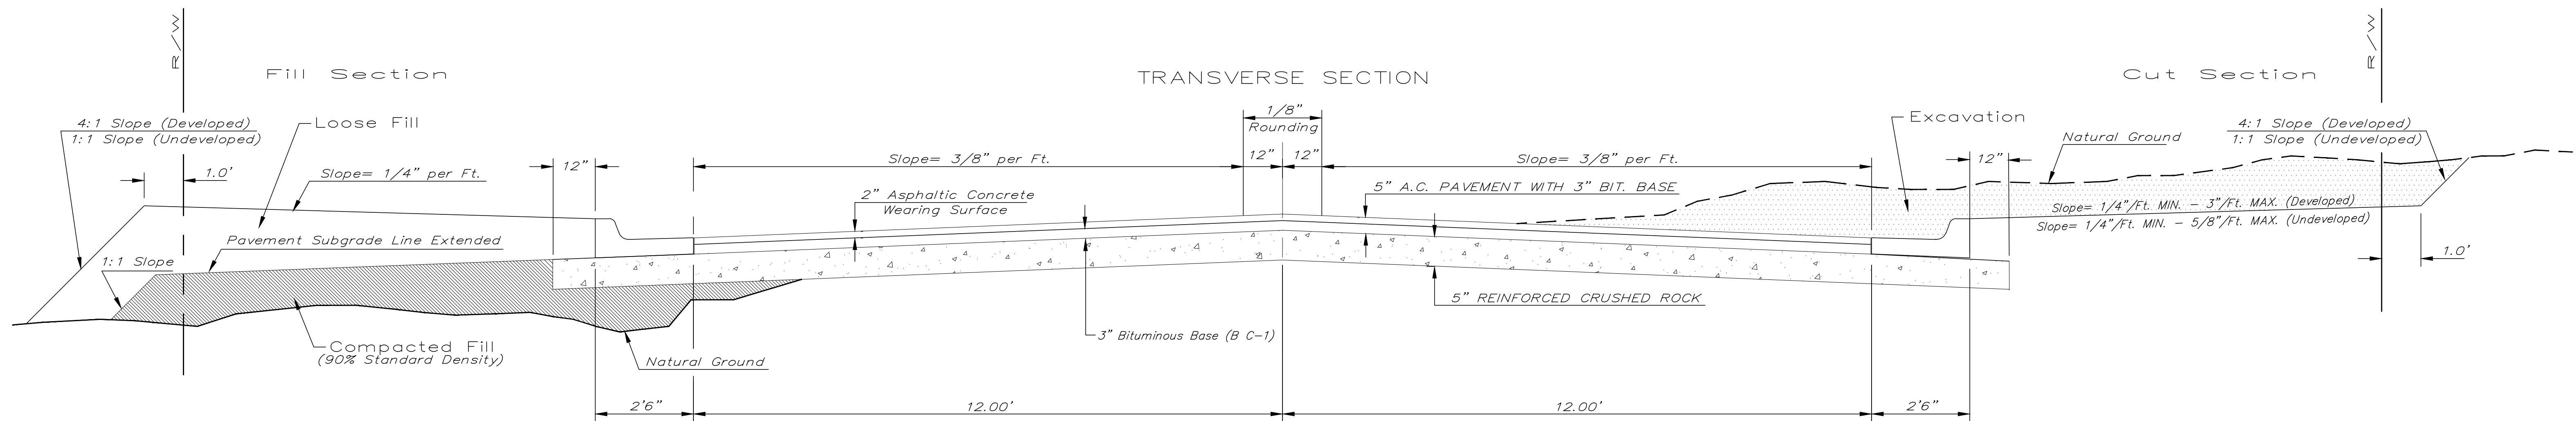 R/W
R/W
Fill Section
TRANSVERSE SECTION
Cut Section
1/8"
Rounding
4:1 Slope (Developed)
1:1 Slope (Undeveloped)
Loose Fill
Excavation
Natural Ground
4:1 Slope (Developed)
1:1 Slope (Undeveloped)
12"
Slope= 3/8" per Ft.
12"
12"
Slope= 3/8" per Ft.
12"
1.0'
Slope= 1/4" per Ft.
2" Asphaltic Concrete
Wearing Surface
5" A.C. PAVEMENT WITH 3" BIT. BASE
Slope= 1/4"/Ft. MIN. - 3"/Ft. MAX. (Developed)
Slope= 1/4"/Ft. MIN. - 5/8"/Ft. MAX. (Undeveloped)
Pavement Subgrade Line Extended
1:1 Slope
1.0'
5" REINFORCED CRUSHED ROCK
3" Bituminous Base (B C-1)
Compacted Fill
(90% Standard Density)
Natural Ground
2'6"
12.00'
12.00'
2'6"